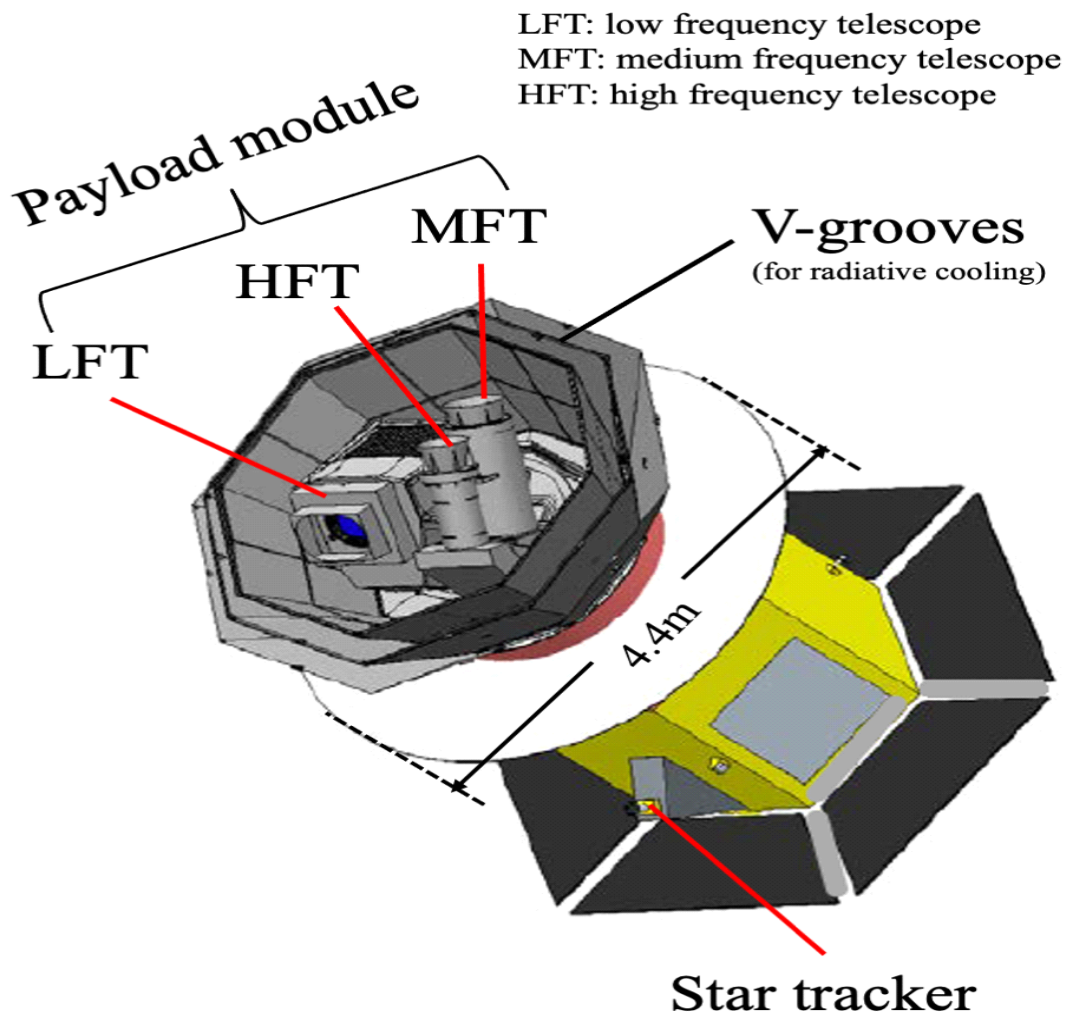 LFT: low frequency telescope
MFT: medium frequency telescope
HFT: high frequency telescope
Payload module
MFT
V-grooves
(for radiative cooling)
HFT
LFT
4.4m
Star tracker